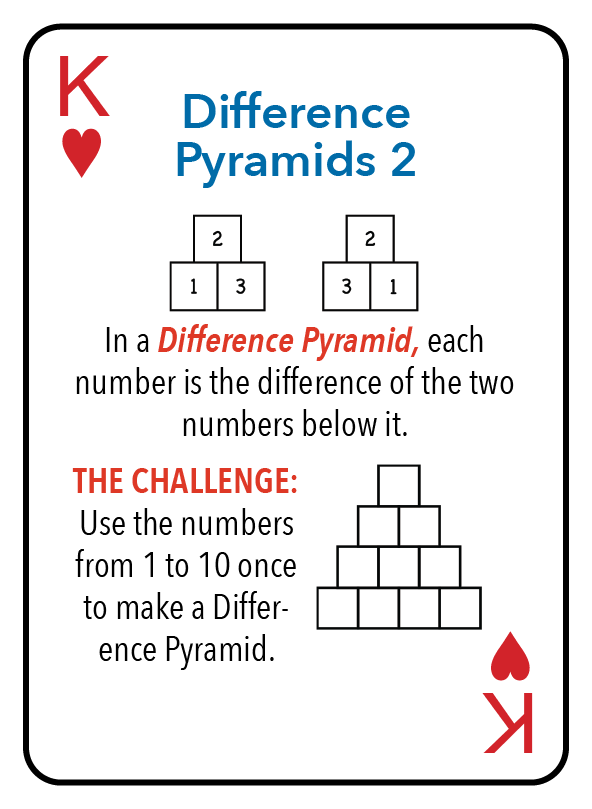 K
Difference
Pyramids 2
2
1 3
2
3 1
In a Difference Pyramid, each
number is the difference of the two
numbers below it.
THE CHALLENGE:
Use the numbers
from 1 to 10 once
to make a Differ-
ence Pyramid.
K